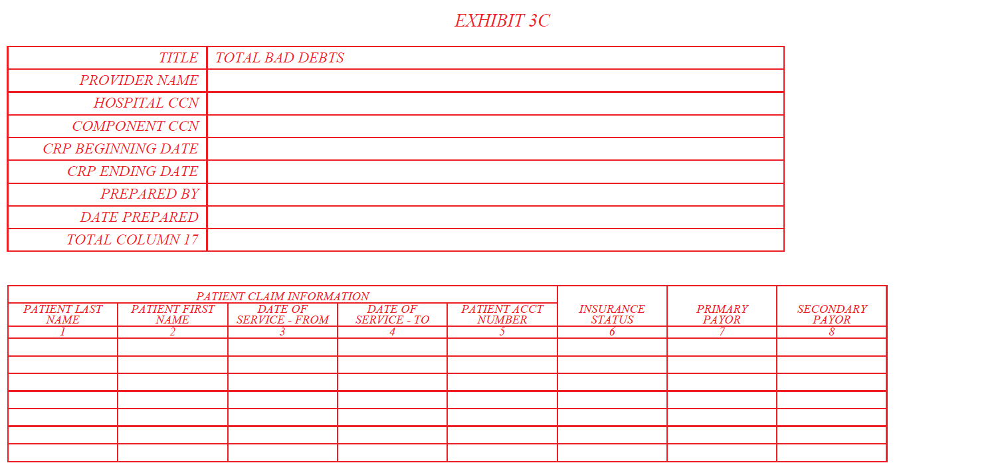 EXHIBIT 3C
TITLE TOTAL BAD DEBTS
PROVIDER NAME
HOSPITAL CCN
COMPONENT CCN
CRP BEGINNING DATE
CRP ENDING DATE
PREPARED BY
DATE PREPARED
TOTAL COLUMN 17
PATIENT CLAIM INFORMATION
PATIENT LAST NAME
PATIENT FIRST NAME
DATE OF SERVICE - FROM
DATE OF SERVICE - TO
PATIENT ACCT NUMBER
INSURANCE STATUS
PRIMARY PAYOR
SECONDARY PAYOR
1 2 3 4 5 6 7 8